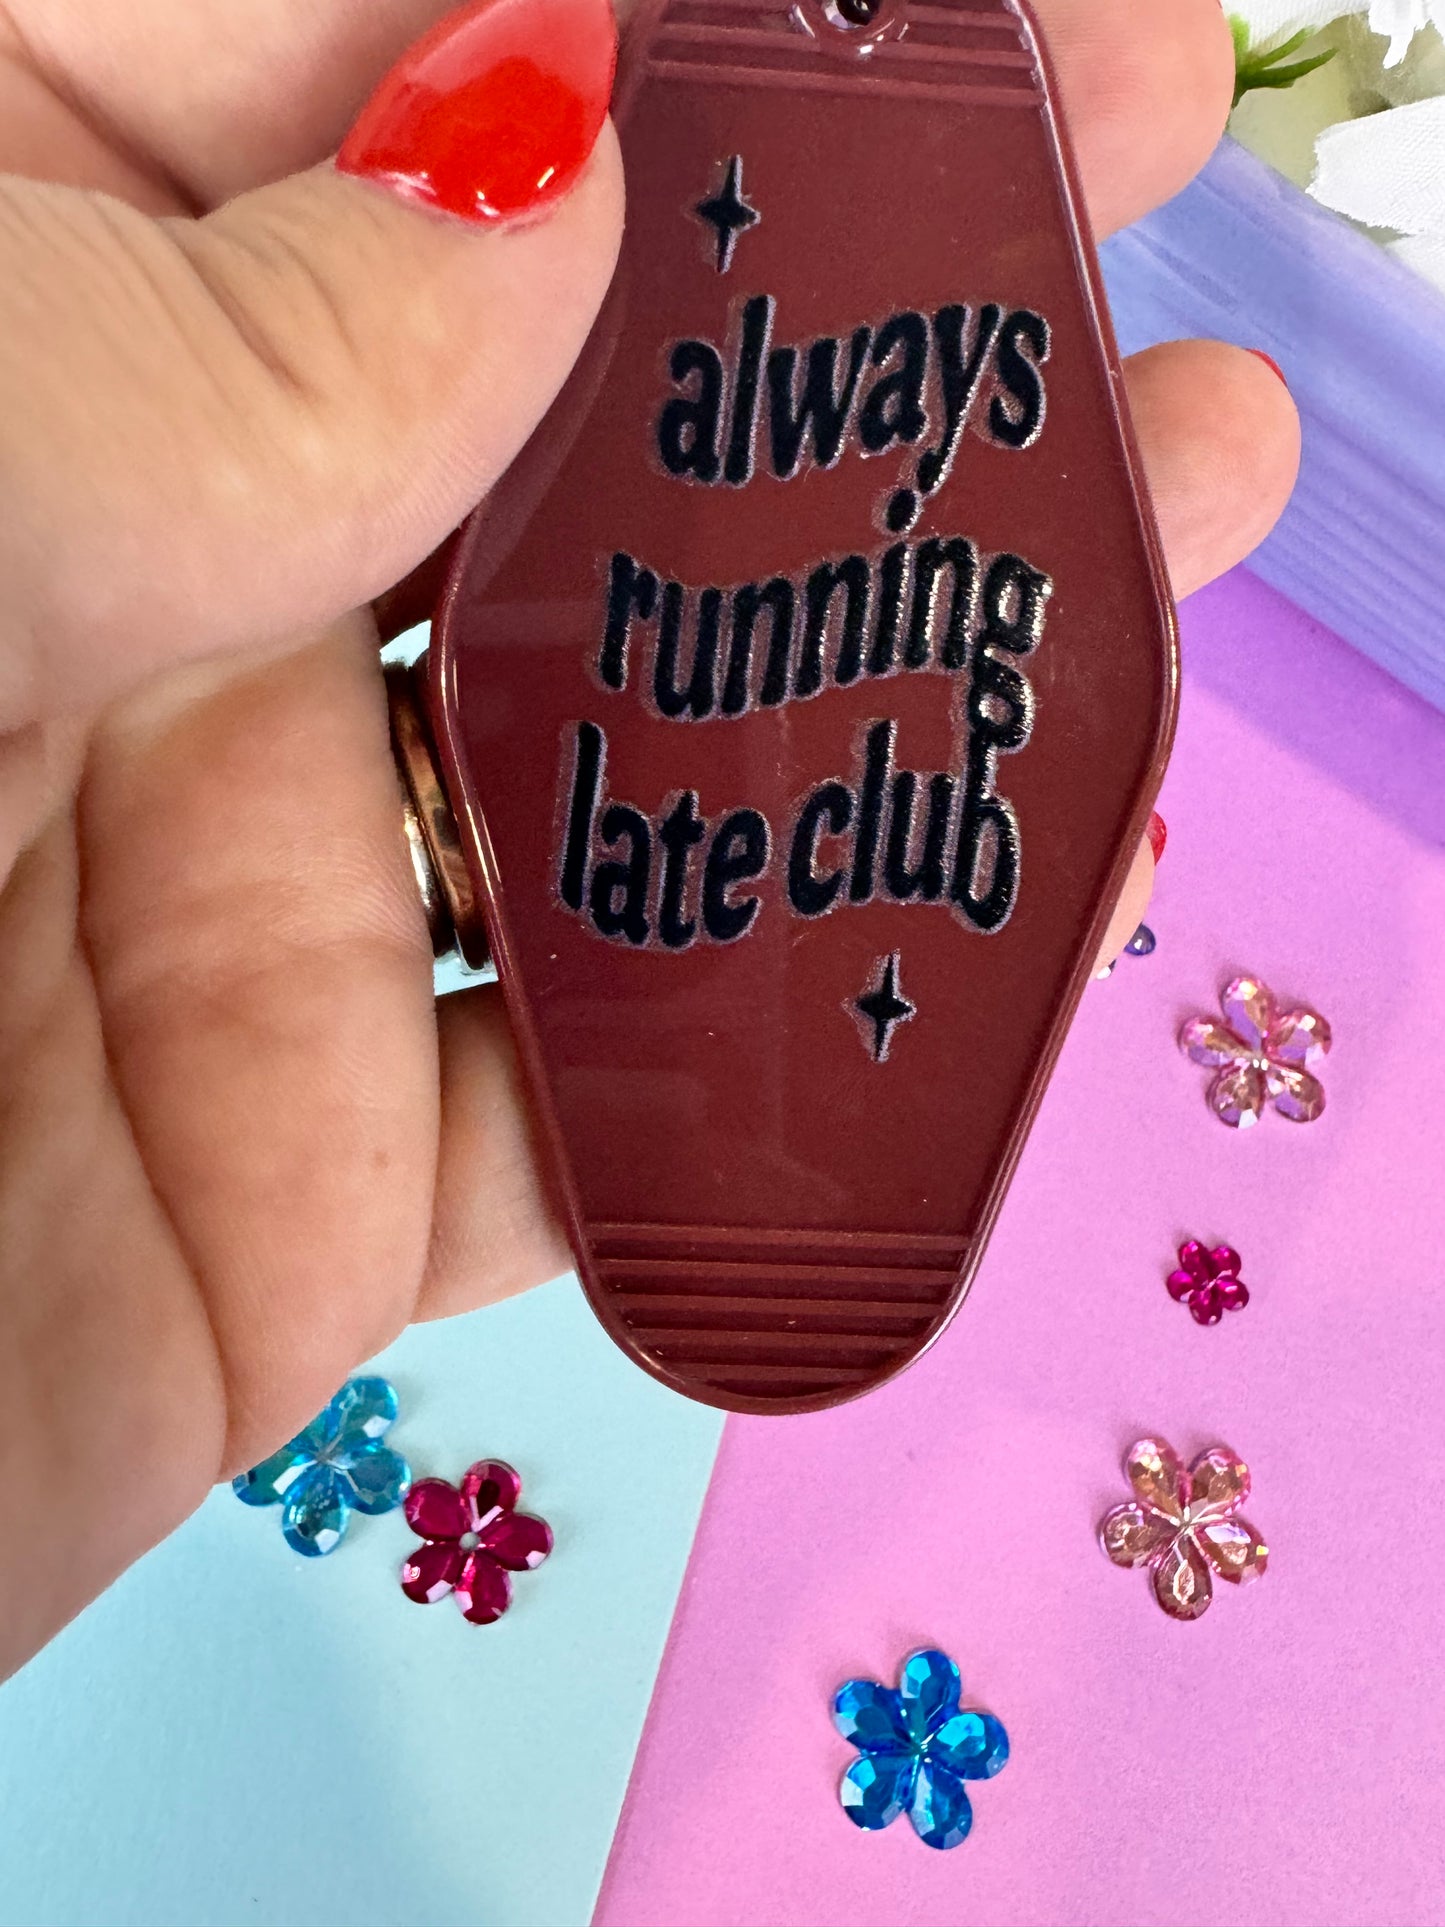 always
running
late club